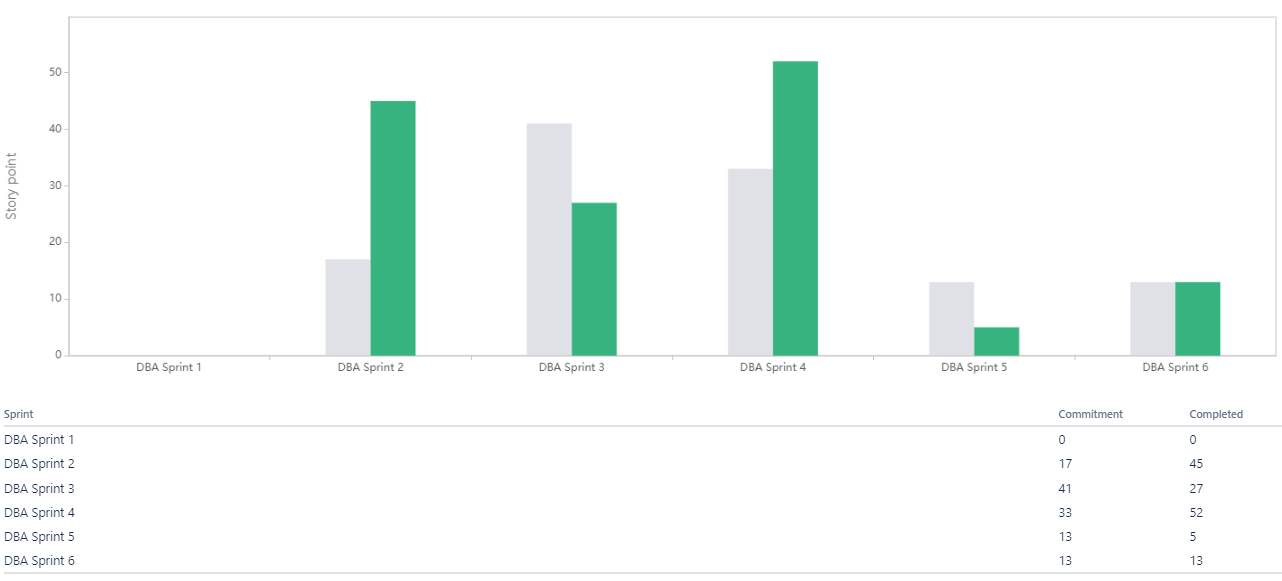 Story point
50
40
30
20
10
0
DBA Sprint 1 DBA Sprint 2 DBA Sprint 3 DBA Sprint 4 DBA Sprint 5 DBA Sprint 6
Sprint Commitment Completed
DBA Sprint 1 0 0
DBA Sprint 2 17 45
DBA Sprint 3 41 27
DBA Sprint 4 33 52
DBA Sprint 5 13 5
DBA Sprint 6 13 13